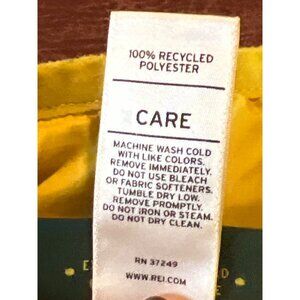 100% RECYCLED
POLYESTER
CARE
MACHINE WASH COLD
WITH LIKE COLORS.
REMOVE IMMEDIATELY.
DO NOT USE BLEACH
OR FABRIC SOFTENERS.
TUMBLE DRY LOW.
REMOVE PROMPTLY.
DO NOT IRON OR STEAM.
DO NOT DRY CLEAN.
RN 37249
WWW.REI.COM